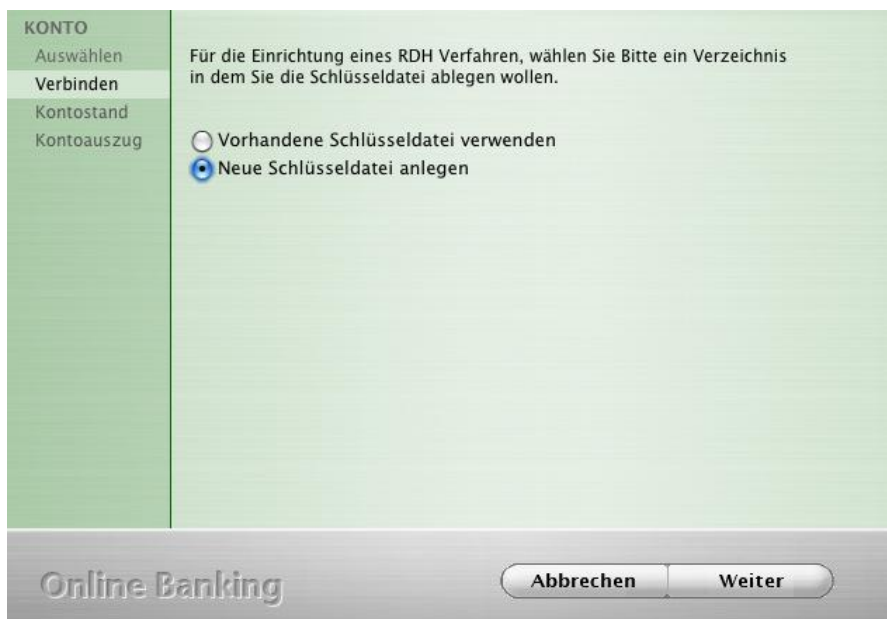 KONTO
Auswählen
Verbinden
Kontostand
Kontoauszug
Für die Einrichtung eines RDH Verfahren, wählen Sie Bitte ein Verzeichnis
in dem Sie die Schlüsseldatei ablegen wollen.
Vorhandene Schlüsseldatei verwenden
Neue Schlüsseldatei anlegen
Online Banking
Abbrechen
Weiter